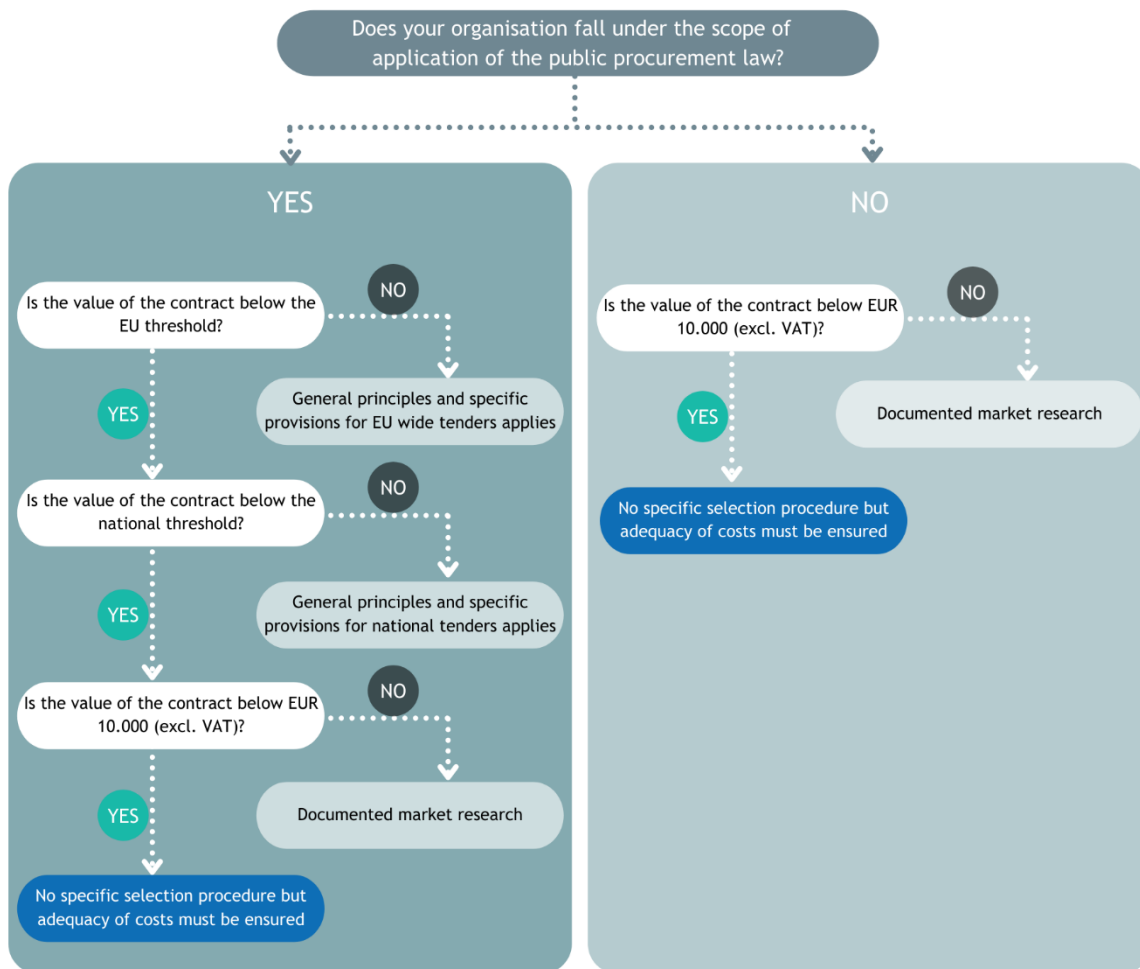 Does your organisation fall under the scope of
application of the public procurement law?
YES
Is the value of the contract below the
EU threshold?
NO
YES
General principles and specific
provisions for EU wide tenders applies
Is the value of the contract below the
national threshold?
NO
YES
General principles and specific
provisions for national tenders applies
Is the value of the contract below EUR
10.000 (excl. VAT)?
NO
YES
Documented market research
No specific selection procedure but
adequacy of costs must be ensured
NO
Is the value of the contract below EUR
10.000 (excl. VAT)?
NO
YES
Documented market research
No specific selection procedure but
adequacy of costs must be ensured